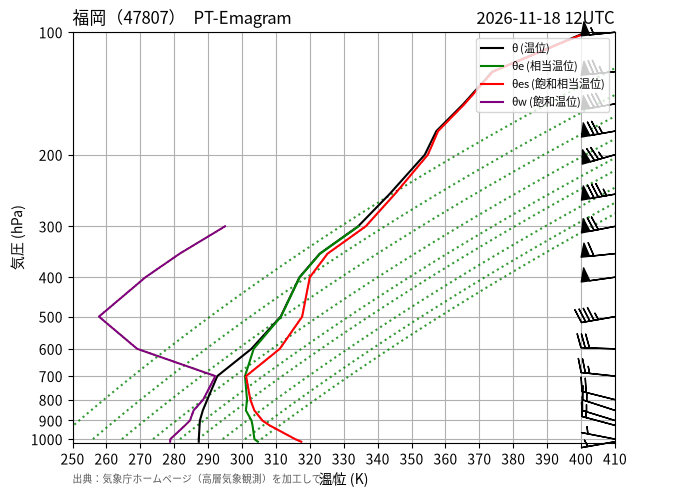 福岡（47807） PT-Emagram
2026-11-18 12UTC
θ (温位)
θe (相当温位)
θes (飽和相当温位)
θw (飽和温位)
気圧 (hPa)
100
200
300
400
500
600
700
800
900
1000
250 260 270 280 290 300 310 320 330 340 350 360 370 380 390 400 410
温位 (K)
出典：気象庁ホームページ（高層気象観測）を加工して